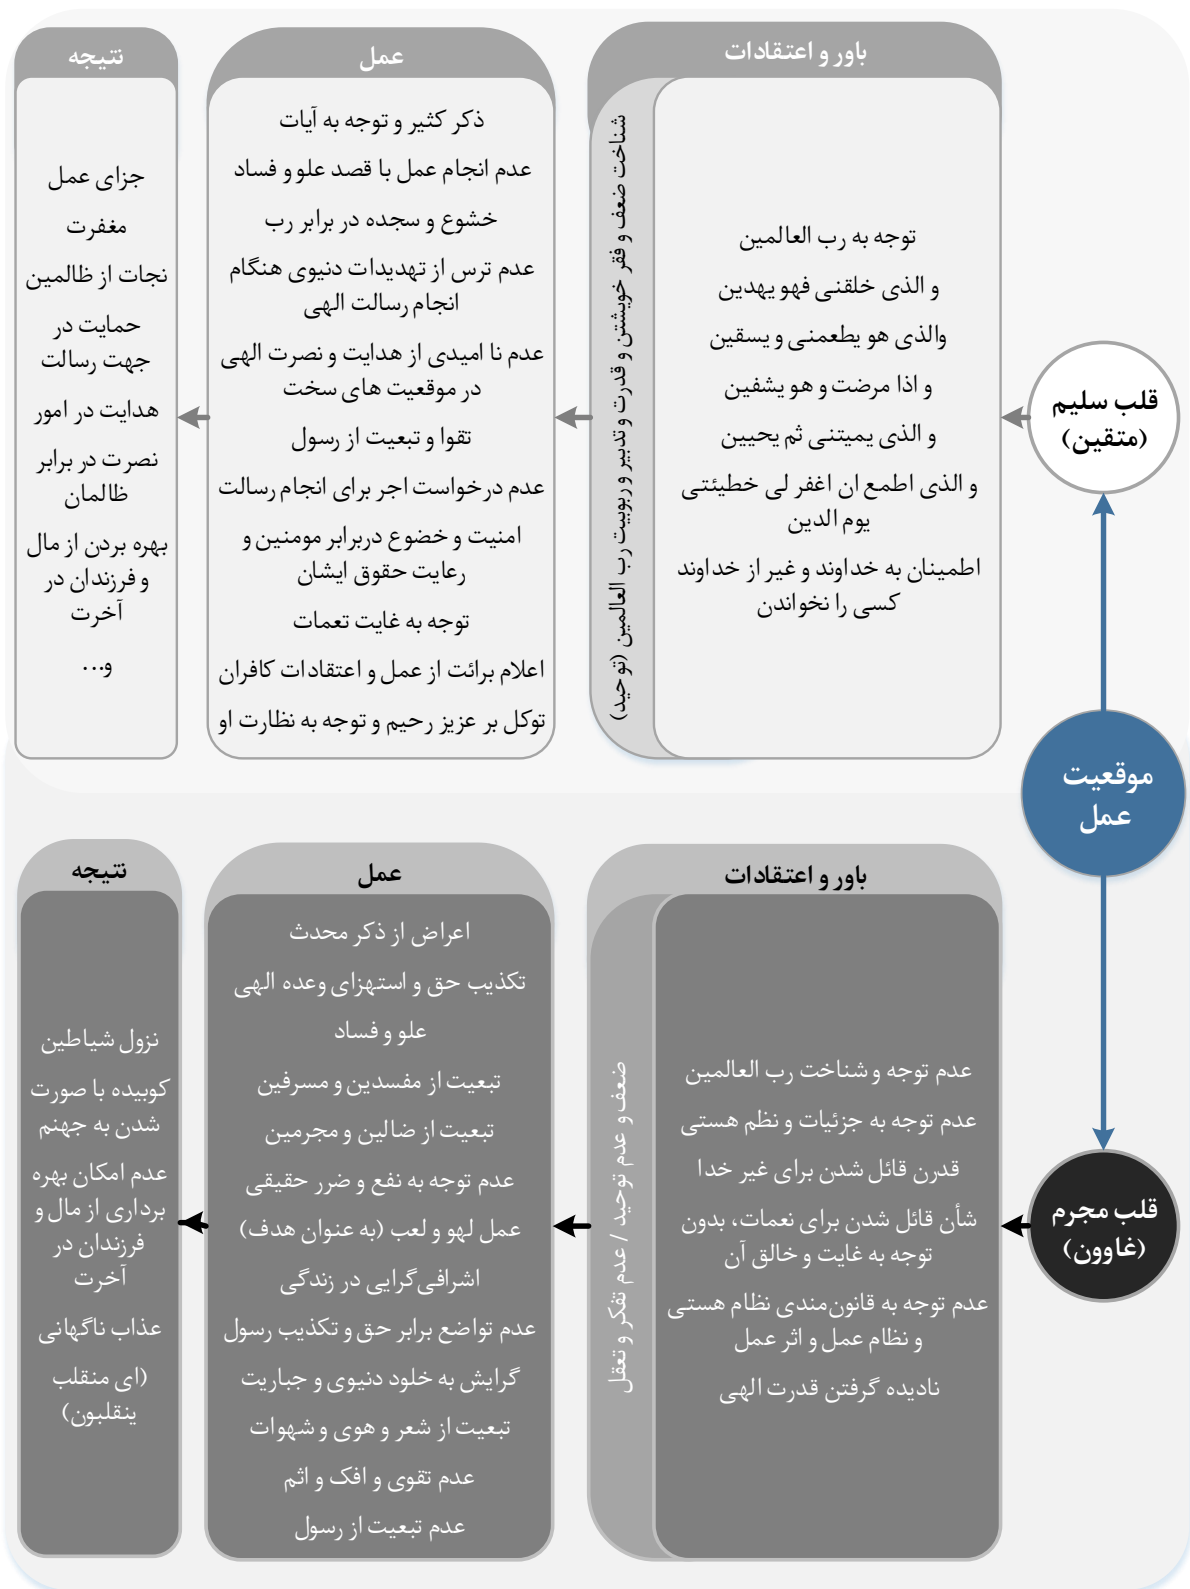 موقعیت
عمل
قلب سلیم
(متقین)
باور و اعتقادات
توجه به رب العالمین
و الذی خلقنی فهو یهدین
والذی هو یطعمنی و یسقین
و اذا مرضت و هو یشفین
و الذی یمیتنی ثم یحیین
و الذی اطمع ان اغفر لی خطیئتی
یوم الدین
اطمینان به خداوند و غیر از خداوند
کسی را نخواندن
شناخت ضعف و فقر خویشتن و قدرت و تدبیر و ربوبیت رب العالمین (توحید)
عمل
ذکر کثیر و توجه به آیات
عدم انجام عمل با قصد علو و فساد
خشوع و سجده در برابر رب
عدم ترس از تهدیدات دنیوی هنگام
انجام رسالت الهی
عدم نا امیدی از هدایت و نصرت الهی
در موقعیت های سخت
تقوا و تبعیت از رسول
عدم درخواست اجر برای انجام رسالت
امنیت و خضوع دربرابر مومنین و
رعایت حقوق ایشان
توجه به غایت تعمات
اعلام برائت از عمل و اعتقادات کافران
توکل بر عزیز رحیم و توجه به نظارت او
نتیجه
جزای عمل
مغفرت
نجات از ظالمین
حمایت در
جهت رسالت
هدایت در امور
نصرت در برابر
ظالمان
بهره بردن از مال
و فرزندان در
آخرت
و...
قلب مجرم
(غاوون)
باور و اعتقادات
عدم توجه و شناخت رب العالمین
عدم توجه به جزئیات و نظم هستی
قدرن قائل شدن برای غیر خدا
شأن قائل شدن برای نعمات، بدون
توجه به غایت و خالق آن
عدم توجه به قانون‌مندی نظام هستی
و نظام عمل و اثر عمل
نادیده گرفتن قدرت الهی
ضعف و عدم توحید / عدم تفکر و تعقل
عمل
اعراض از ذکر محدث
تکذیب حق و استهزای وعده الهی
علو و فساد
تبعیت از مفسدین و مسرفین
تبعیت از ضالین و مجرمین
عدم توجه به نفع و ضرر حقیقی
عمل لهو و لعب (به عنوان هدف)
اشرافی‌گرایی در زندگی
عدم تواضع برابر حق و تکذیب رسول
گرایش به خلود دنیوی و جباریت
تبعیت از شعر و هوی و شهوات
عدم تقوی و افک و اثم
عدم تبعیت از رسول
نتیجه
نزول شیاطین
کوبیده با صورت
شدن به جهنم
عدم امکان بهره
برداری از مال و
فرزندان در
آخرت
عذاب ناگهانی
(ای منقلب
ینقلبون)